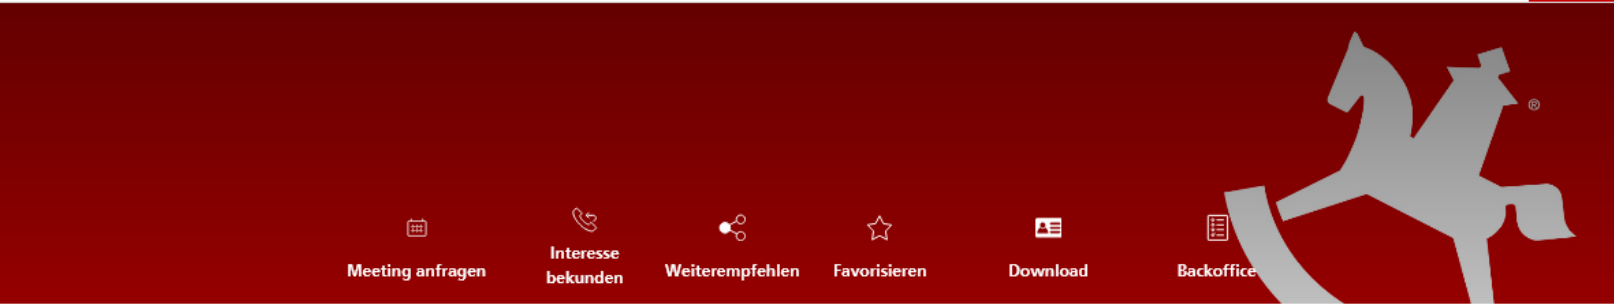 ®
Meeting anfragen
Interesse
bekunden
Weiterempfehlen
Favorisieren
Download
Backoffice